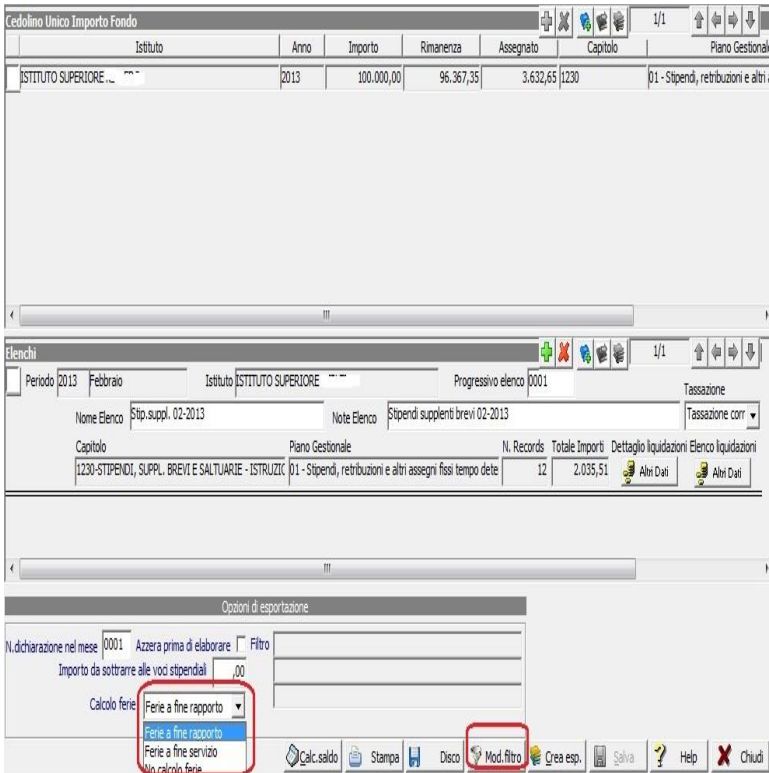 Cedolino Unico Importo Fondo 1/1
Istituto Anno Importo Rimanenza Assegnato Capitolo Piano Gestional
ISTITUTO SUPERIORE 2013 100.000,00 96.367,35 3.632,65 1230 01 - Stipendi, retribuzioni e altri
Elenchi 1/1
Periodo 2013 Febbraio Istituto ISTITUTO SUPERIORE Progressivo elenco 0001
Tassazione
Nome Elenco Stip.suppl. 02-2013 Note Elenco Stipendi supplenti brevi 02-2013 Tassazione corr
Capitolo Piano Gestionale N. Records Totale Importi Dettaglio liquidazioni Elenco liquidazioni
1230-STIPENDI, SUPPL. BREVI E SALTUARIE - ISTRUZIO 01 - Stipendi, retribuzioni e altri assegni fissi tempo dete 12 2.035,51 Altri Dati Altri Dati
Opzioni di esportazione
N.dichiarazione nel mese 0001 Azzera prima di elaborare Filtro
Importo da sottrarre alle voci stipendiali ,00
Calcolo ferie Ferie a fine rapporto
Ferie a fine rapporto
Ferie a fine servizio
No calcolo ferie
Calc.saldo Stampa Disco Mod.filtro Crea esp. Salva Help Chiudi